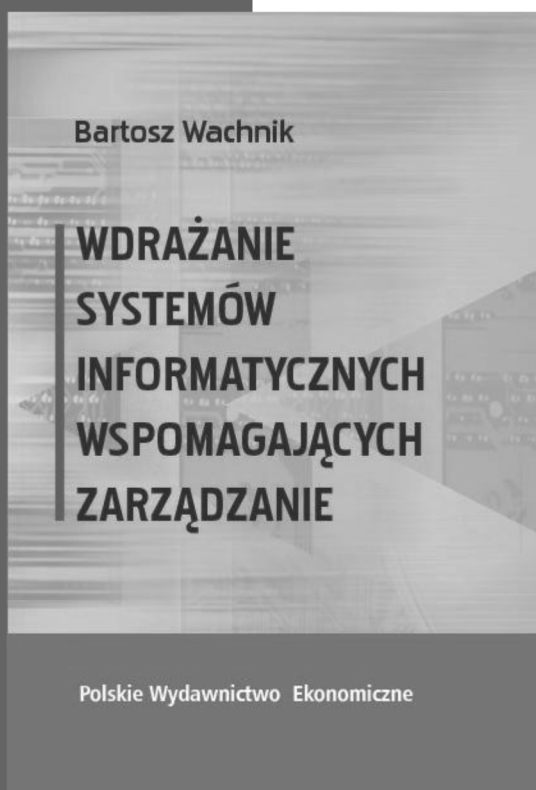 Bartosz Wachnik
WDRAŻANIE
SYSTEMÓW
INFORMATYCZNYCH
WSPOMAGAJĄCYCH
ZARZĄDZANIE
Polskie Wydawnictwo Ekonomiczne